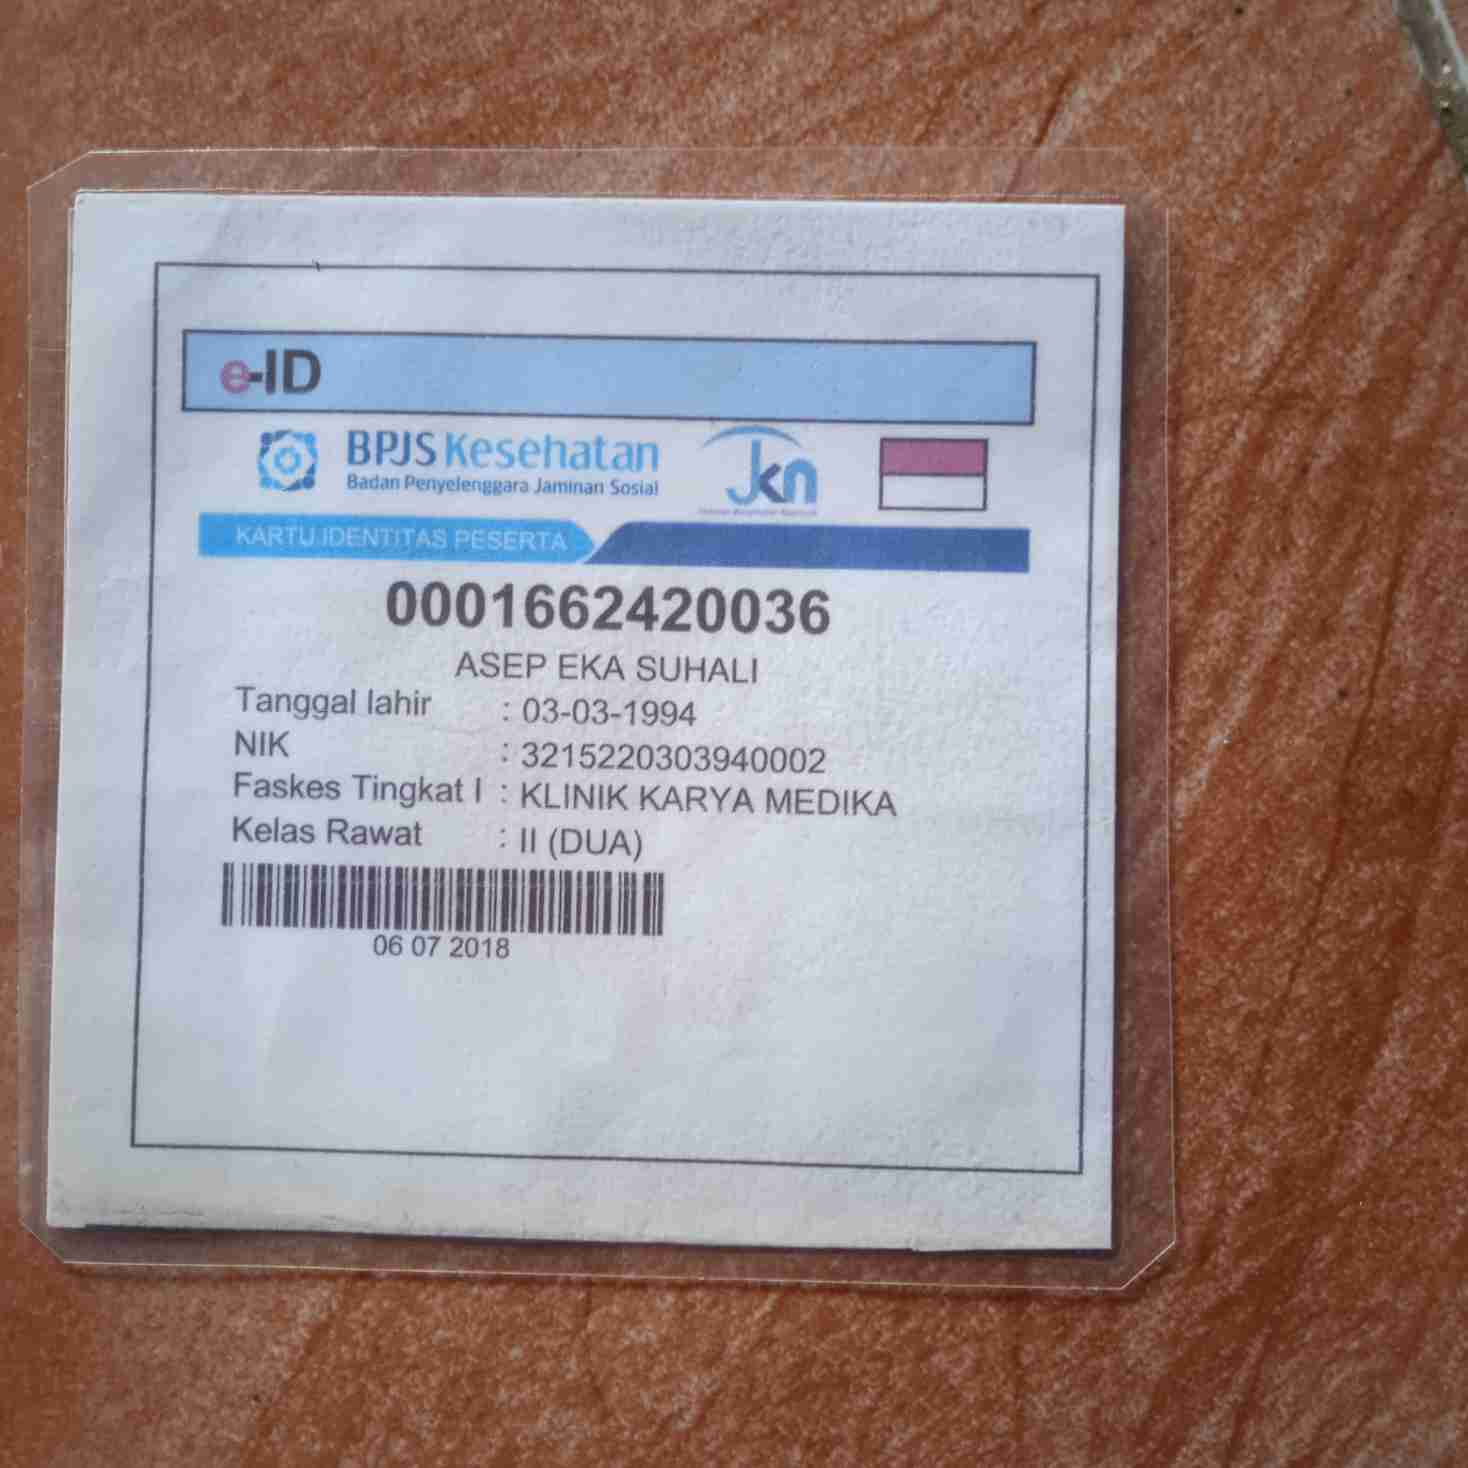 e-ID
BPJS Kesehatan
Badan Penyelenggara Jaminan Sosial
jkn
KARTU IDENTITAS PESERTA
0001662420036
ASEP EKA SUHALI
Tanggal lahir : 03-03-1994
NIK : 3215220303940002
Faskes Tingkat I : KLINIK KARYA MEDIKA
Kelas Rawat : II (DUA)
06 07 2018